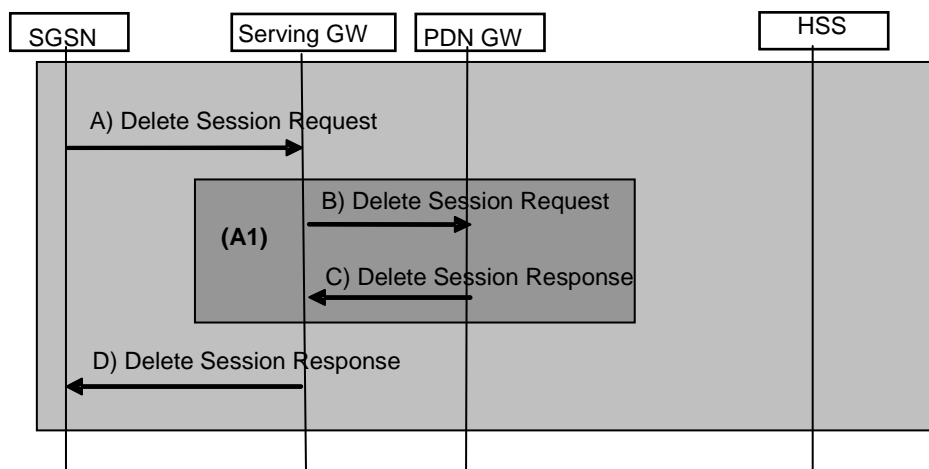 SGSN
Serving GW
PDN GW
HSS
A) Delete Session Request
B) Delete Session Request
(A1)
C) Delete Session Response
D) Delete Session Response